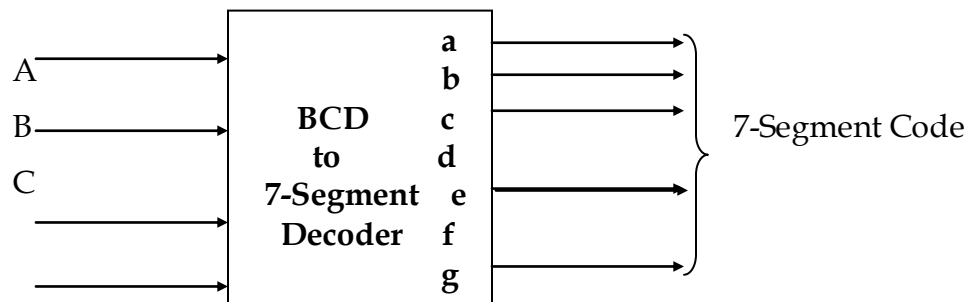 A
B
C
BCD
to
7-Segment
Decoder
a
b
c
d
e
f
g
7-Segment Code